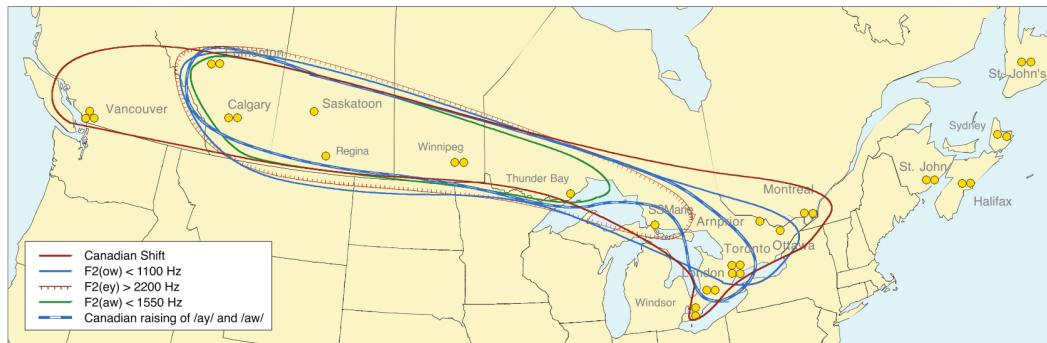 Edmonton
St. John's
Vancouver
Calgary
Saskatoon
Sydney
Regina
Winnipeg
Thunder Bay
St. John
Montreal
Halifax
SSMarie
Arnprior
Ottawa
Toronto
London
Windsor
Canadian Shift
F2(ow) < 1100 Hz
F2(ey) > 2200 Hz
F2(aw) < 1550 Hz
Canadian raising of /ay/ and /aw/